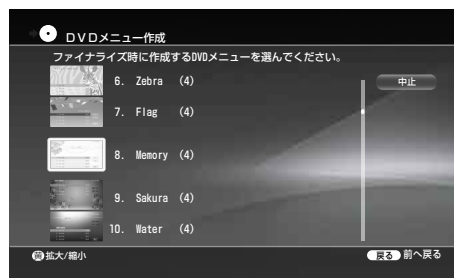 DVDメニュー作成
ファイナライズ時に作成するDVDメニューを選んでください。
6. Zebra (4)
中止
7. Flag (4)
8. Memory (4)
9. Sakura (4)
10. Water (4)
黄 拡大/縮小
戻る 前へ戻る